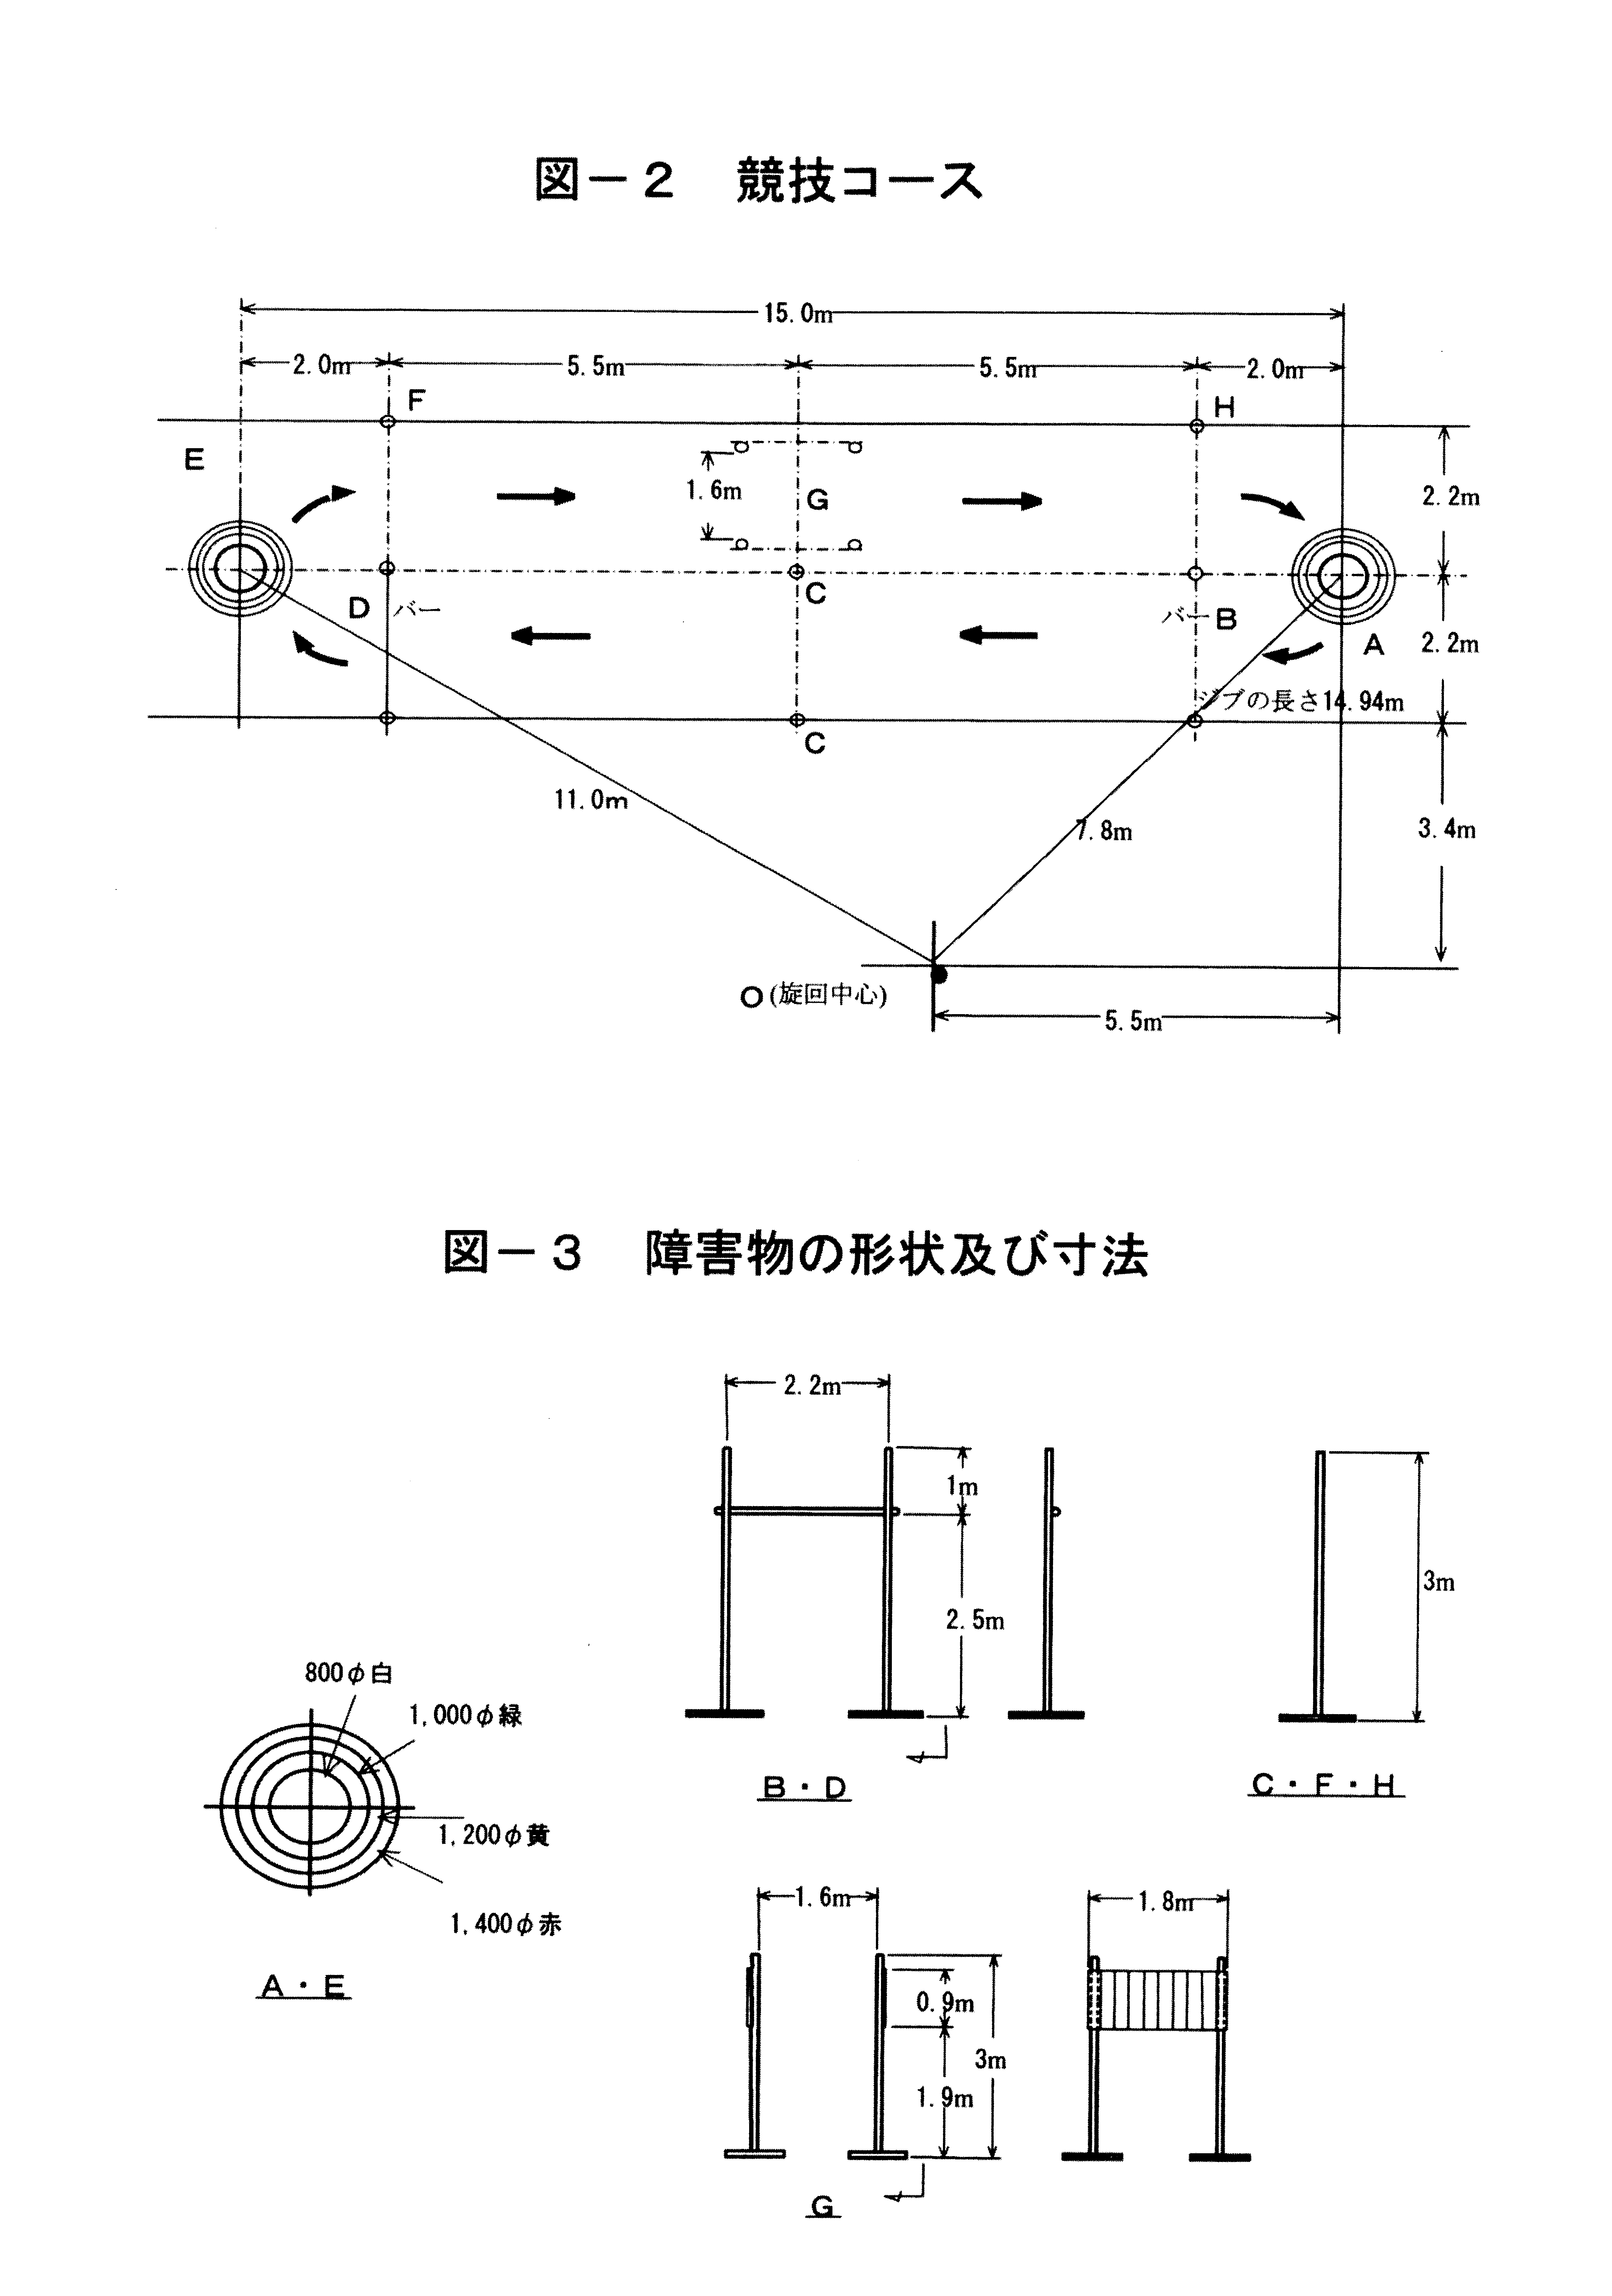 図－２　競技コース
15.0m
2.0m 5.5m 5.5m 2.0m
F
H
E
1.6m
G
2.2m
C
D バー
バー B
A
2.2m
ジブの長さ14.94m
C
11.0m
7.8m
3.4m
O (旋回中心)
5.5m
図－３　障害物の形状及び寸法
2.2m
1m
3m
2.5m
800φ白
1,000φ緑
B・D
C・F・H
1,200φ黄
1.6m
1.8m
1,400φ赤
A・E
0.9m
3m
1.9m
G